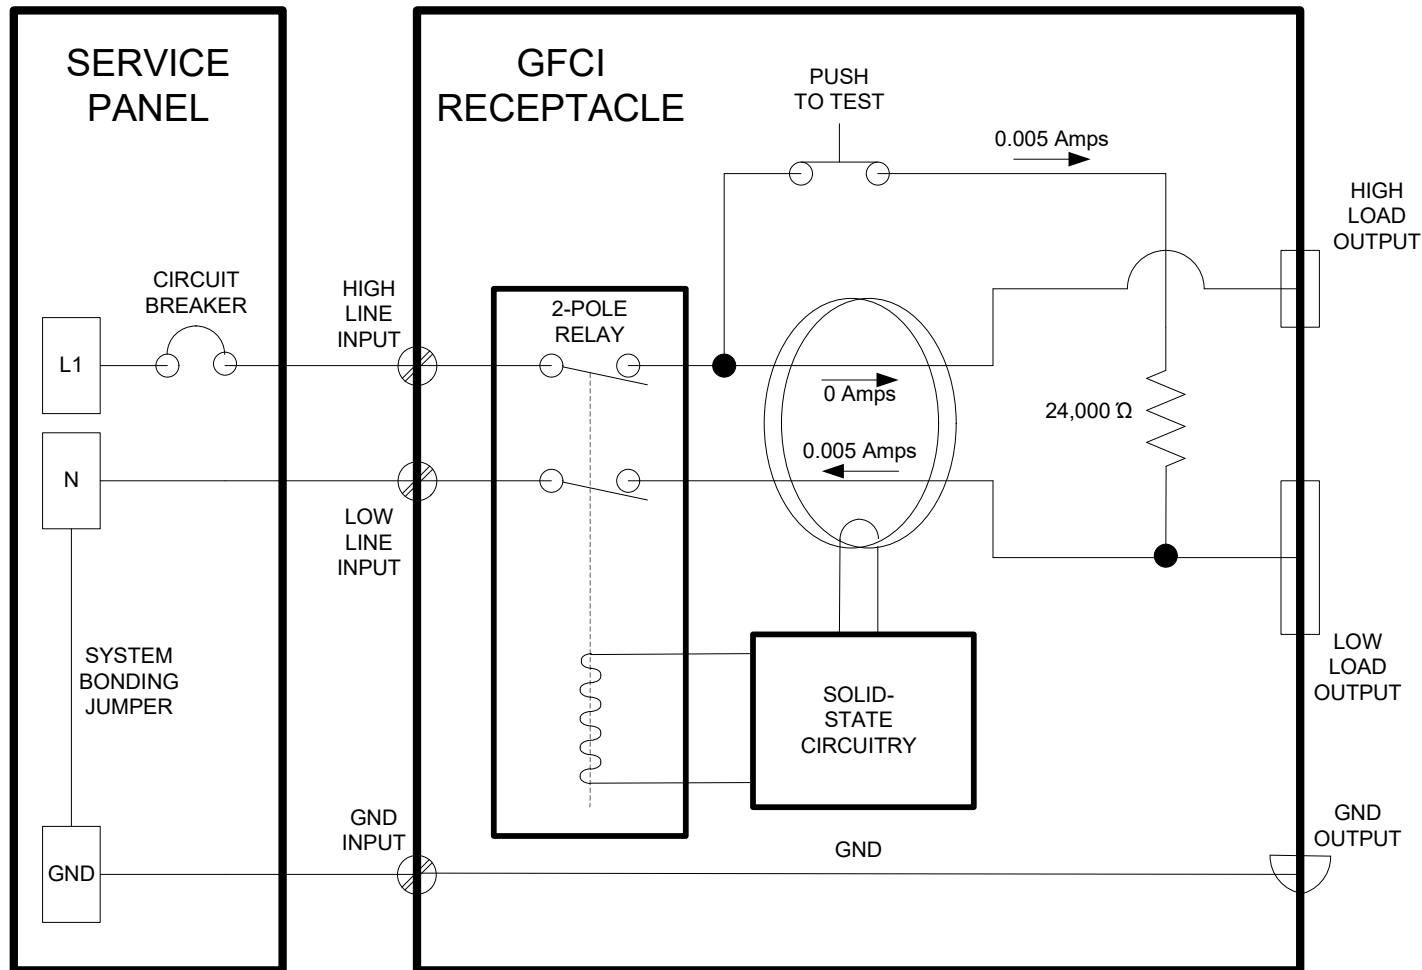 SERVICE
PANEL
GFCI
RECEPTACLE
PUSH
TO TEST
0.005 Amps
HIGH
LOAD
OUTPUT
CIRCUIT
BREAKER
HIGH
LINE
INPUT
2-POLE
RELAY
L1
0 Amps
24,000 Ω
0.005 Amps
N
LOW
LINE
INPUT
SYSTEM
BONDING
JUMPER
SOLID-
STATE
CIRCUITRY
LOW
LOAD
OUTPUT
GND
INPUT
GND
GND
OUTPUT
GND